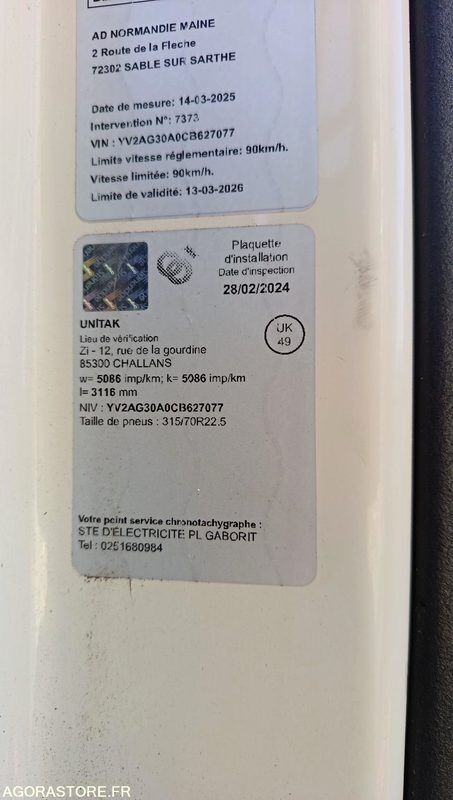 AD NORMANDIE MAINE
2 Route de la Fleche
72302 SABLE SUR SARTHE
Date de mesure: 14-03-2025
Intervention N°: 7373
VIN : YV2AG30A0CB627077
Limite vitesse réglementaire: 90km/h.
Vitesse limitée: 90km/h.
Limite de validité: 13-03-2026
Plaquette
d'installation
Date d'inspection
28/02/2024
UNITAK
Lieu de vérification
Zi - 12, rue de la gourdine
85300 CHALLANS
UK
49
w= 5086 imp/km; k= 5086 imp/km
l= 3116 mm
NIV : YV2AG30A0CB627077
Taille de pneus : 315/70R22.5
Votre point service chronotachygraphe :
STE D'ÉLECTRICITE PL GABORIT
Tel : 0251680984
AGORASTORE.FR